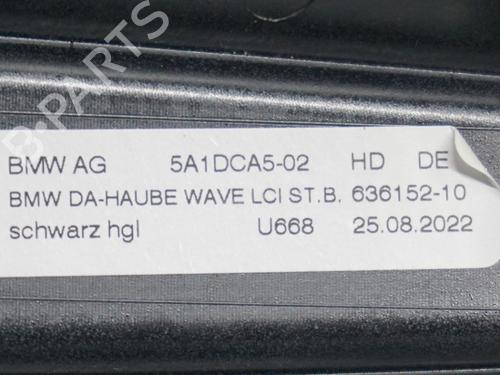 B-PARTS
BMW AG 5A1DCA5-02 HD DE
BMW DA-HAUBE WAVE LCI ST.B. 636152-10
schwarz hgl U668 25.08.2022